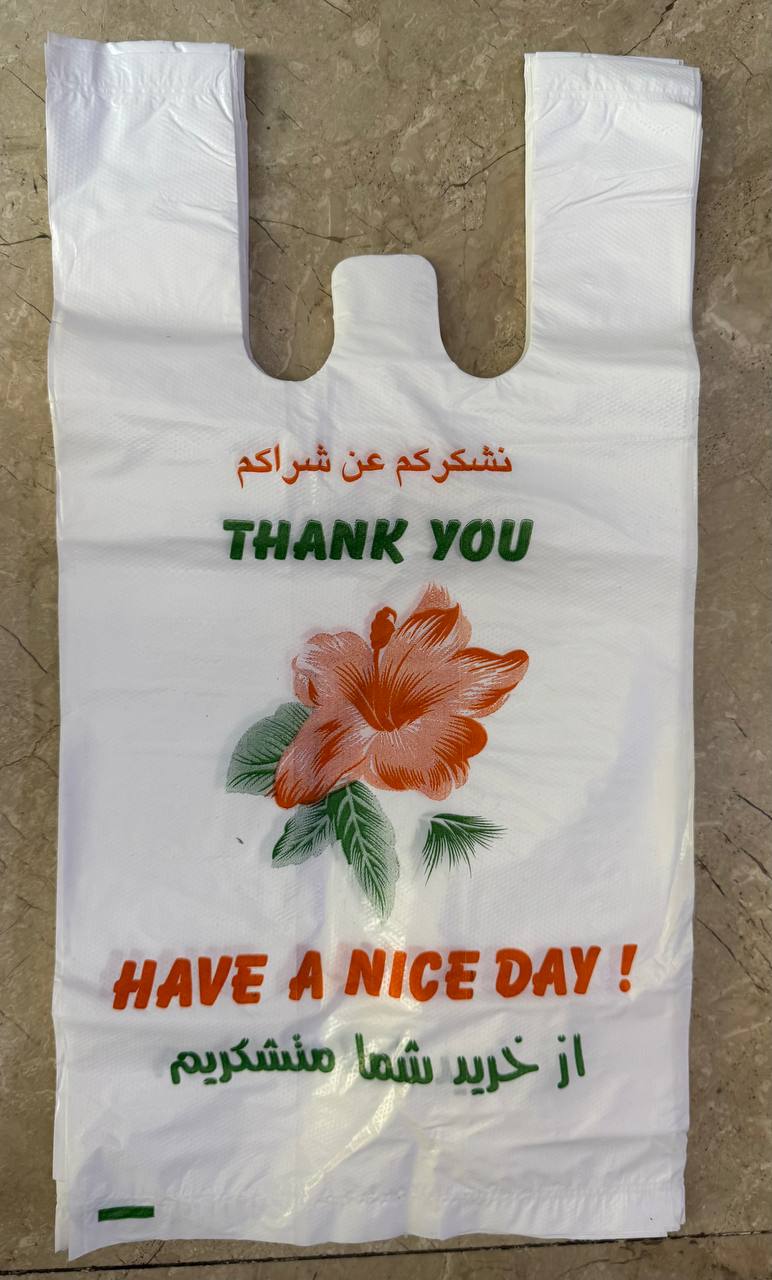 نشكركم عن شراكم
THANK YOU
HAVE A NICE DAY !
از خرید شما متشکریم